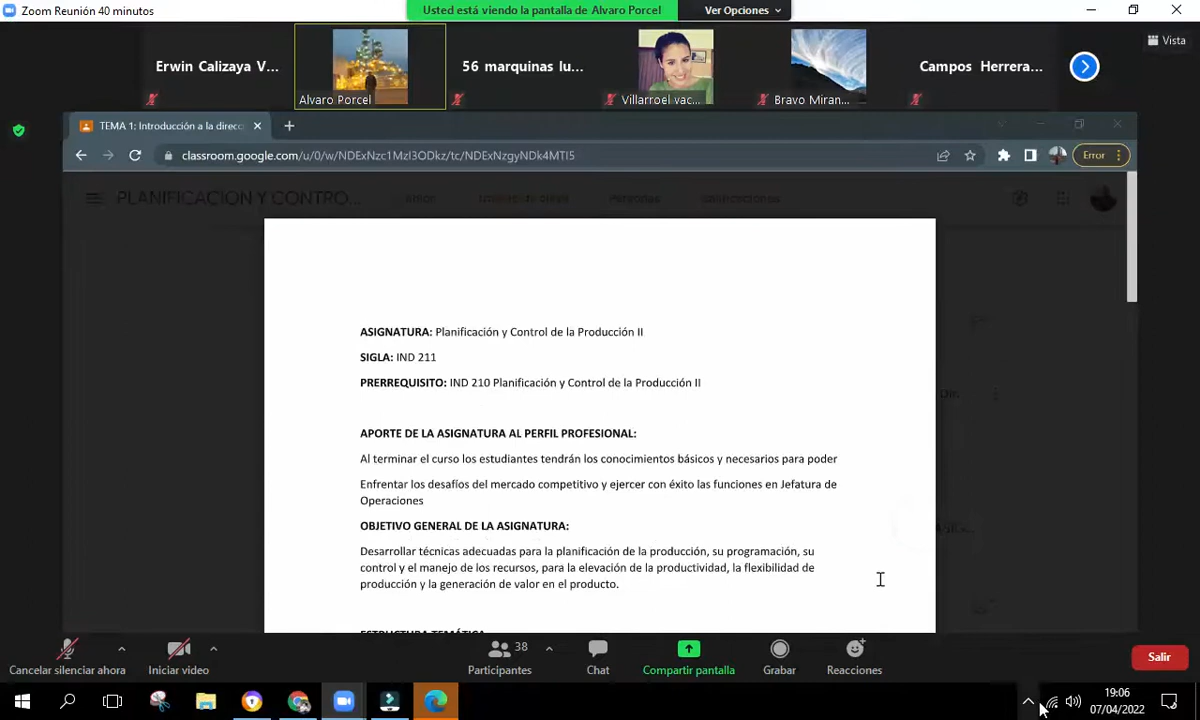 Zoom Reunión 40 minutos
Usted está viendo la pantalla de Alvaro Porcel
Ver Opciones
Vista
Erwin Calizaya V...
Alvaro Porcel
56 marquinas lu...
Villarroel vac...
Bravo Miran...
Campos Herrera...
TEMA 1: Introducción a la direcc
classroom.google.com/u/0/w/NDExNzc1MzI3ODkz/tc/NDExNzgyNDk4MTI5
Error
PLANIFICACION Y CONTRO...
ASIGNATURA: Planificación y Control de la Producción II
SIGLA: IND 211
PRERREQUISITO: IND 210 Planificación y Control de la Producción II
APORTE DE LA ASIGNATURA AL PERFIL PROFESIONAL:
Al terminar el curso los estudiantes tendrán los conocimientos básicos y necesarios para poder
Enfrentar los desafíos del mercado competitivo y ejercer con éxito las funciones en Jefatura de
Operaciones
OBJETIVO GENERAL DE LA ASIGNATURA:
Desarrollar técnicas adecuadas para la planificación de la producción, su programación, su
control y el manejo de los recursos, para la elevación de la productividad, la flexibilidad de
producción y la generación de valor en el producto.
ESTRUCTURA TEMÁTICA
Cancelar silenciar ahora
Iniciar video
38
Participantes
Chat
Compartir pantalla
Grabar
Reacciones
Salir
19:06
07/04/2022